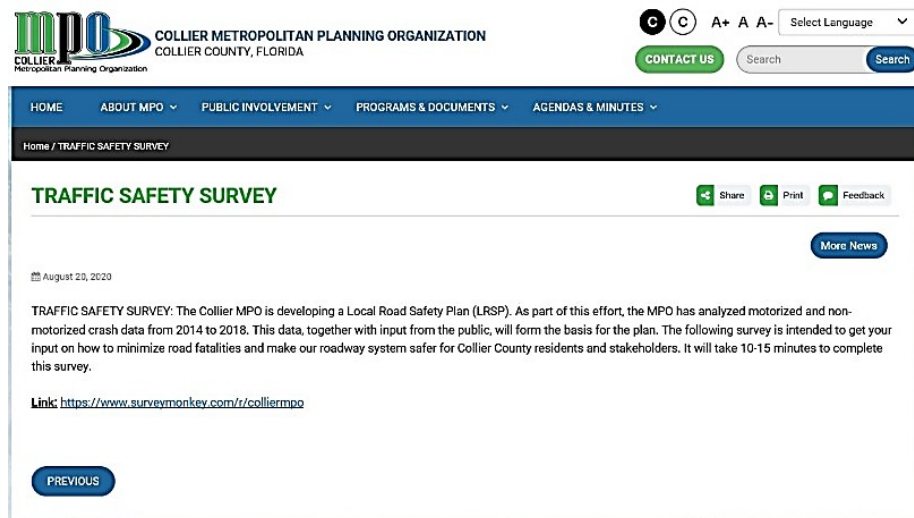 mpo
COLLIER
Metropolitan Planning Organization
COLLIER METROPOLITAN PLANNING ORGANIZATION
COLLIER COUNTY, FLORIDA
C C A+ A A- Select Language
CONTACT US Search Search
HOME ABOUT MPO PUBLIC INVOLVEMENT PROGRAMS & DOCUMENTS AGENDAS & MINUTES
Home / TRAFFIC SAFETY SURVEY
TRAFFIC SAFETY SURVEY
Share Print Feedback
More News
August 20, 2020
TRAFFIC SAFETY SURVEY: The Collier MPO is developing a Local Road Safety Plan (LRSP). As part of this effort, the MPO has analyzed motorized and non-
motorized crash data from 2014 to 2018. This data, together with input from the public, will form the basis for the plan. The following survey is intended to get your
input on how to minimize road fatalities and make our roadway system safer for Collier County residents and stakeholders. It will take 10-15 minutes to complete
this survey.
Link: https://www.surveymonkey.com/r/colliermpo
PREVIOUS